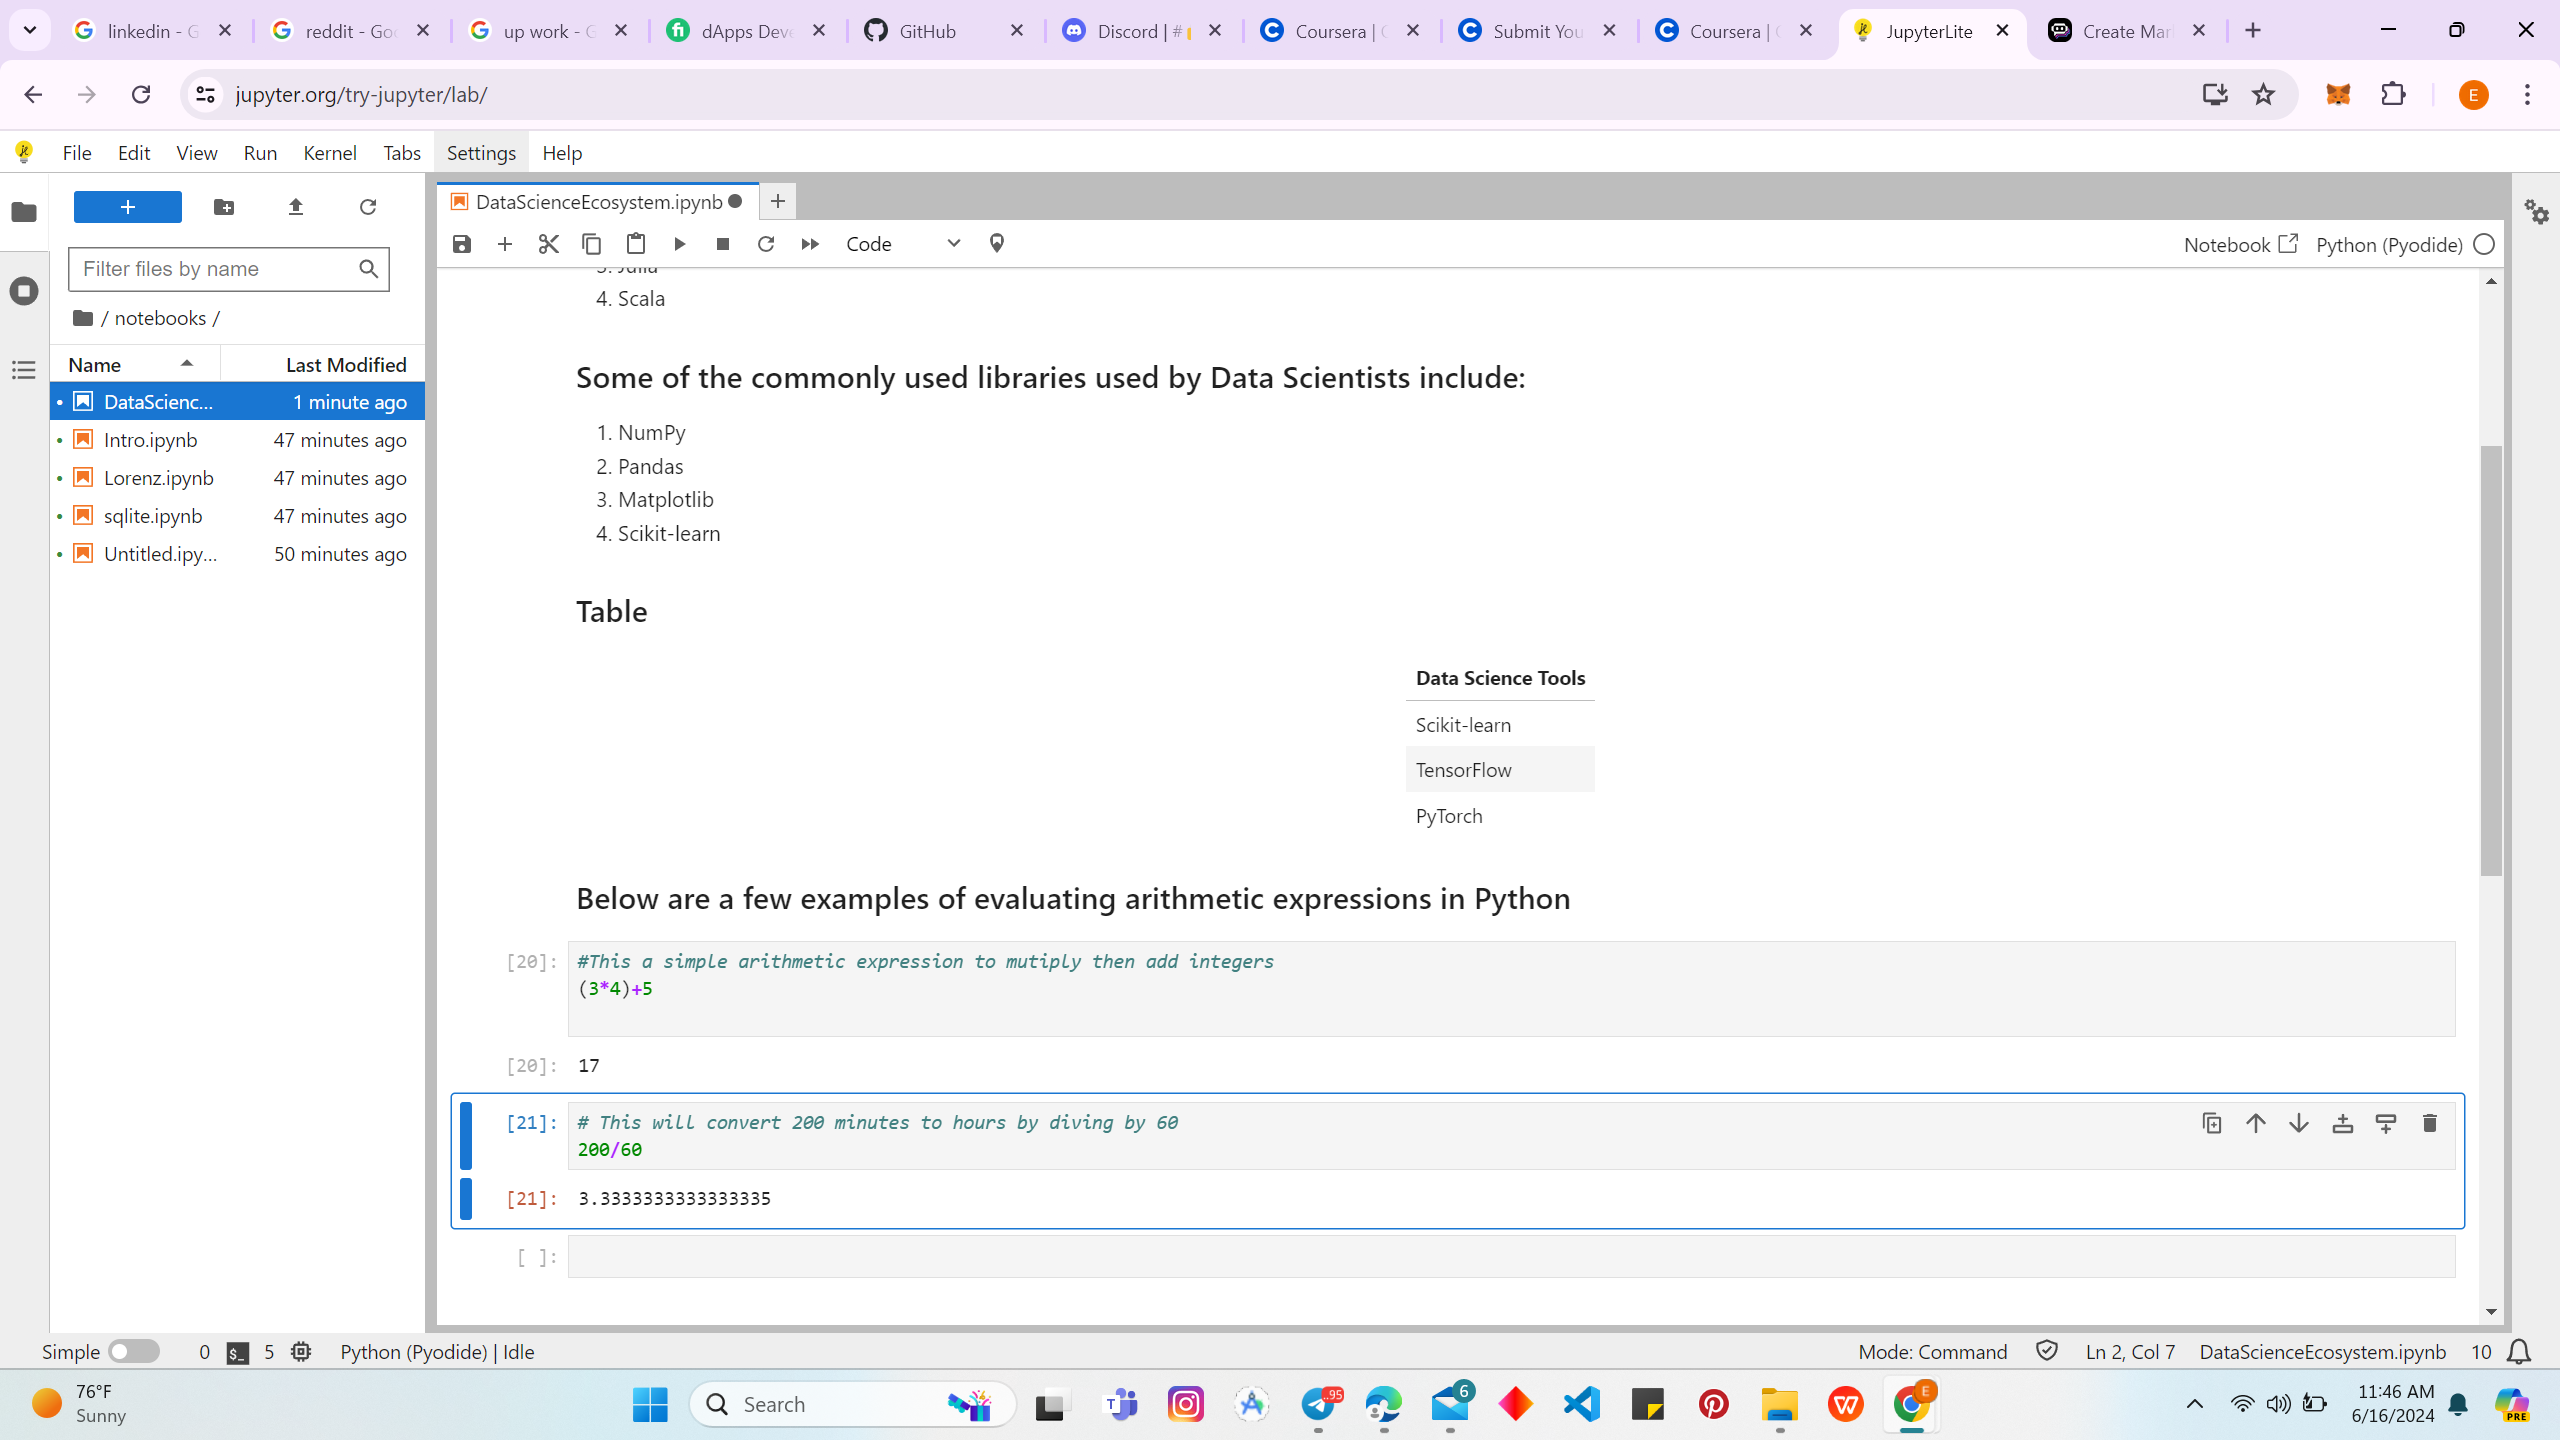 linkedin - G
reddit - Goo
up work - G
dApps Deve
GitHub
Discord | #
Coursera | C
Submit You
Coursera | C
JupyterLite
Create Mar
jupyter.org/try-jupyter/lab/
E
File Edit View Run Kernel Tabs Settings Help
DataScienceEcosystem.ipynb
Code
Notebook
Python (Pyodide)
Filter files by name
/ notebooks /
Name Last Modified
DataScienc... 1 minute ago
Intro.ipynb 47 minutes ago
Lorenz.ipynb 47 minutes ago
sqlite.ipynb 47 minutes ago
Untitled.ipy... 50 minutes ago
3. Julia
4. Scala
Some of the commonly used libraries used by Data Scientists include:
1. NumPy
2. Pandas
3. Matplotlib
4. Scikit-learn
Table
Data Science Tools
Scikit-learn
TensorFlow
PyTorch
Below are a few examples of evaluating arithmetic expressions in Python
[20]: #This a simple arithmetic expression to mutiply then add integers
(3*4)+5
[20]: 17
[21]: # This will convert 200 minutes to hours by diving by 60
200/60
[21]: 3.3333333333333335
[ ]:
Simple 0 $_ 5 Python (Pyodide) | Idle
Mode: Command Ln 2, Col 7 DataScienceEcosystem.ipynb 10
76°F
Sunny
Search
..95
6
E
11:46 AM
6/16/2024
PRE